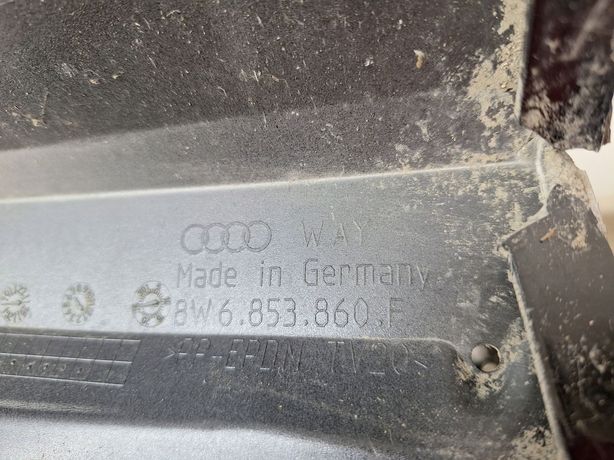 WAY
Made in Germany
8W6.853.860.F
>PP-EPDM TV20<